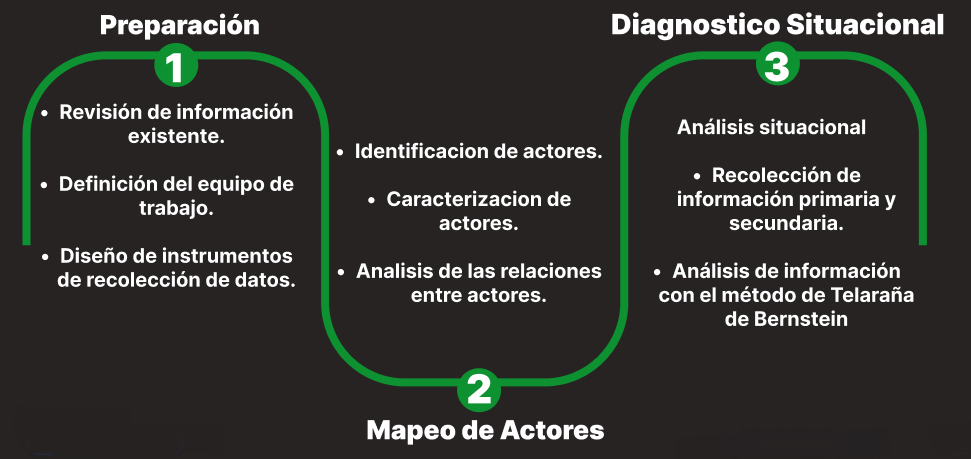 Preparación
1
• Revisión de información
existente.
• Definición del equipo de
trabajo.
• Diseño de instrumentos
de recolección de datos.
• Identificacion de actores.
• Caracterizacion de
actores.
• Analisis de las relaciones
entre actores.
2
Mapeo de Actores
Diagnostico Situacional
3
Análisis situacional
• Recolección de
información primaria y
secundaria.
• Análisis de información
con el método de Telaraña
de Bernstein